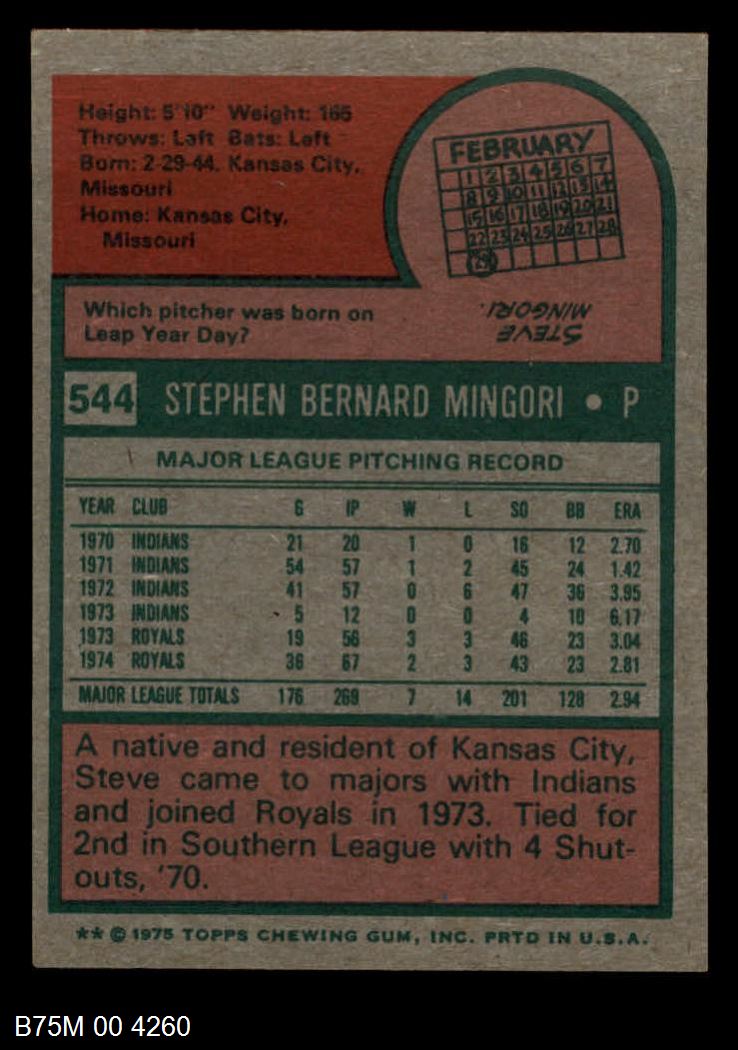 Height: 5'10" Weight: 165
Throws: Left Bats: Left
Born: 2-29-44, Kansas City,
Missouri
Home: Kansas City,
Missouri
FEBRUARY
1 2 3 4 5 6 7
8 9 10 11 12 13 14
15 16 17 18 19 20 21
22 23 24 25 26 27 28
29
Which pitcher was born on
Leap Year Day?
STEVE
MINGORI.
544 STEPHEN BERNARD MINGORI • P
MAJOR LEAGUE PITCHING RECORD
YEAR CLUB G IP W L SO BB ERA
1970 INDIANS 21 20 1 0 16 12 2.70
1971 INDIANS 54 57 1 2 45 24 1.42
1972 INDIANS 41 57 0 6 47 36 3.95
1973 INDIANS 5 12 0 0 4 10 6.17
1973 ROYALS 19 56 3 3 46 23 3.04
1974 ROYALS 36 67 2 3 43 23 2.81
MAJOR LEAGUE TOTALS 176 269 7 14 201 128 2.94
A native and resident of Kansas City,
Steve came to majors with Indians
and joined Royals in 1973. Tied for
2nd in Southern League with 4 Shut-
outs, '70.
** © 1975 TOPPS CHEWING GUM, INC. PRTD IN U.S.A.
B75M 00 4260